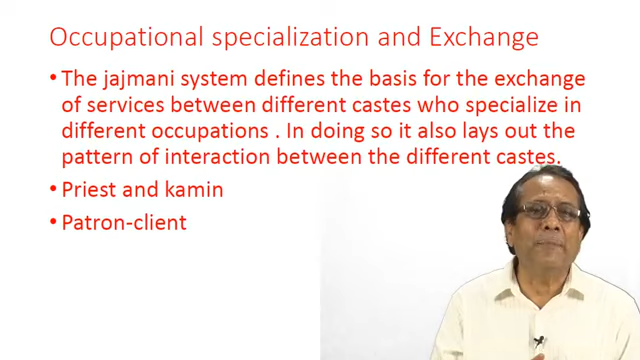 Occupational specialization and Exchange
• The jajmani system defines the basis for the exchange
of services between different castes who specialize in
different occupations . In doing so it also lays out the
pattern of interaction between the different castes.
• Priest and kamin
• Patron-client